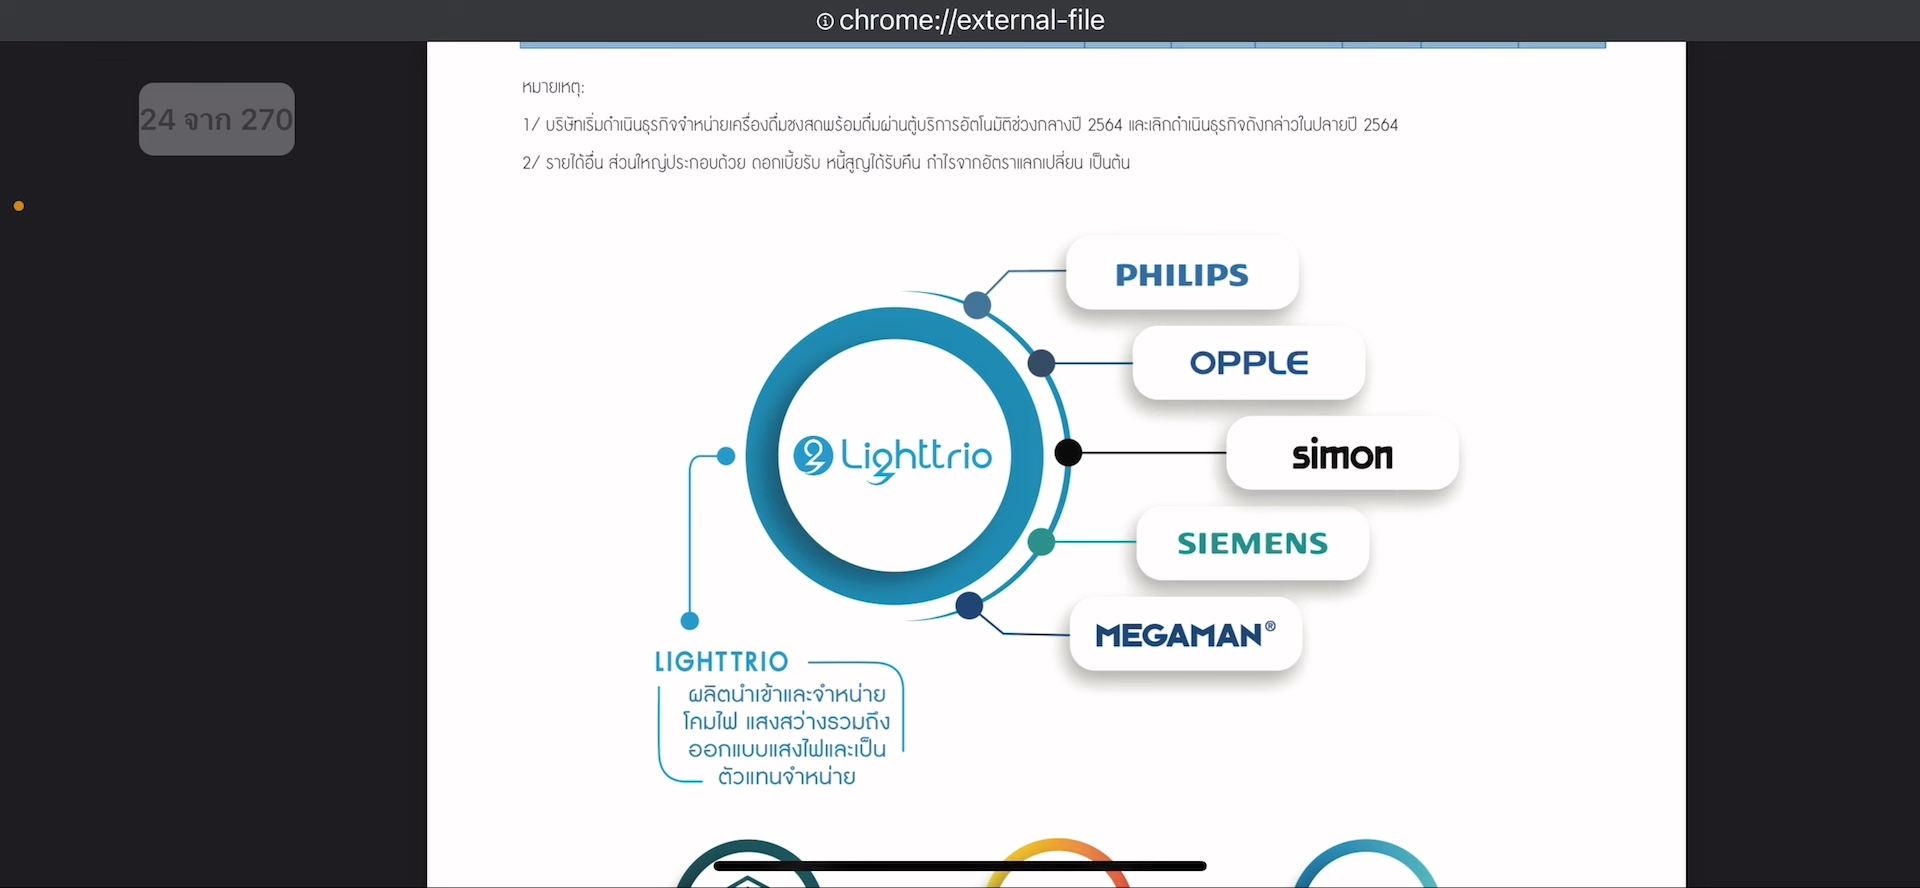 chrome://external-file
24 จาก 270
หมายเหตุ:
1/ บริษัทเริ่มดำเนินธุรกิจจำหน่ายเครื่องดื่มชงสดพร้อมดื่มผ่านตู้บริการอัตโนมัติช่วงกลางปี 2564 และเลิกดำเนินธุรกิจดังกล่าวในปลายปี 2564
2/ รายได้อื่น ส่วนใหญ่ประกอบด้วย ดอกเบี้ยรับ หนี้สูญได้รับคืน กำไรจากอัตราแลกเปลี่ยน เป็นต้น
PHILIPS
OPPLE
Lighttrio
simon
SIEMENS
MEGAMAN®
LIGHTTRIO
ผลิตนำเข้าและจำหน่าย
โคมไฟ แสงสว่างรวมถึง
ออกแบบแสงไฟและเป็น
ตัวแทนจำหน่าย